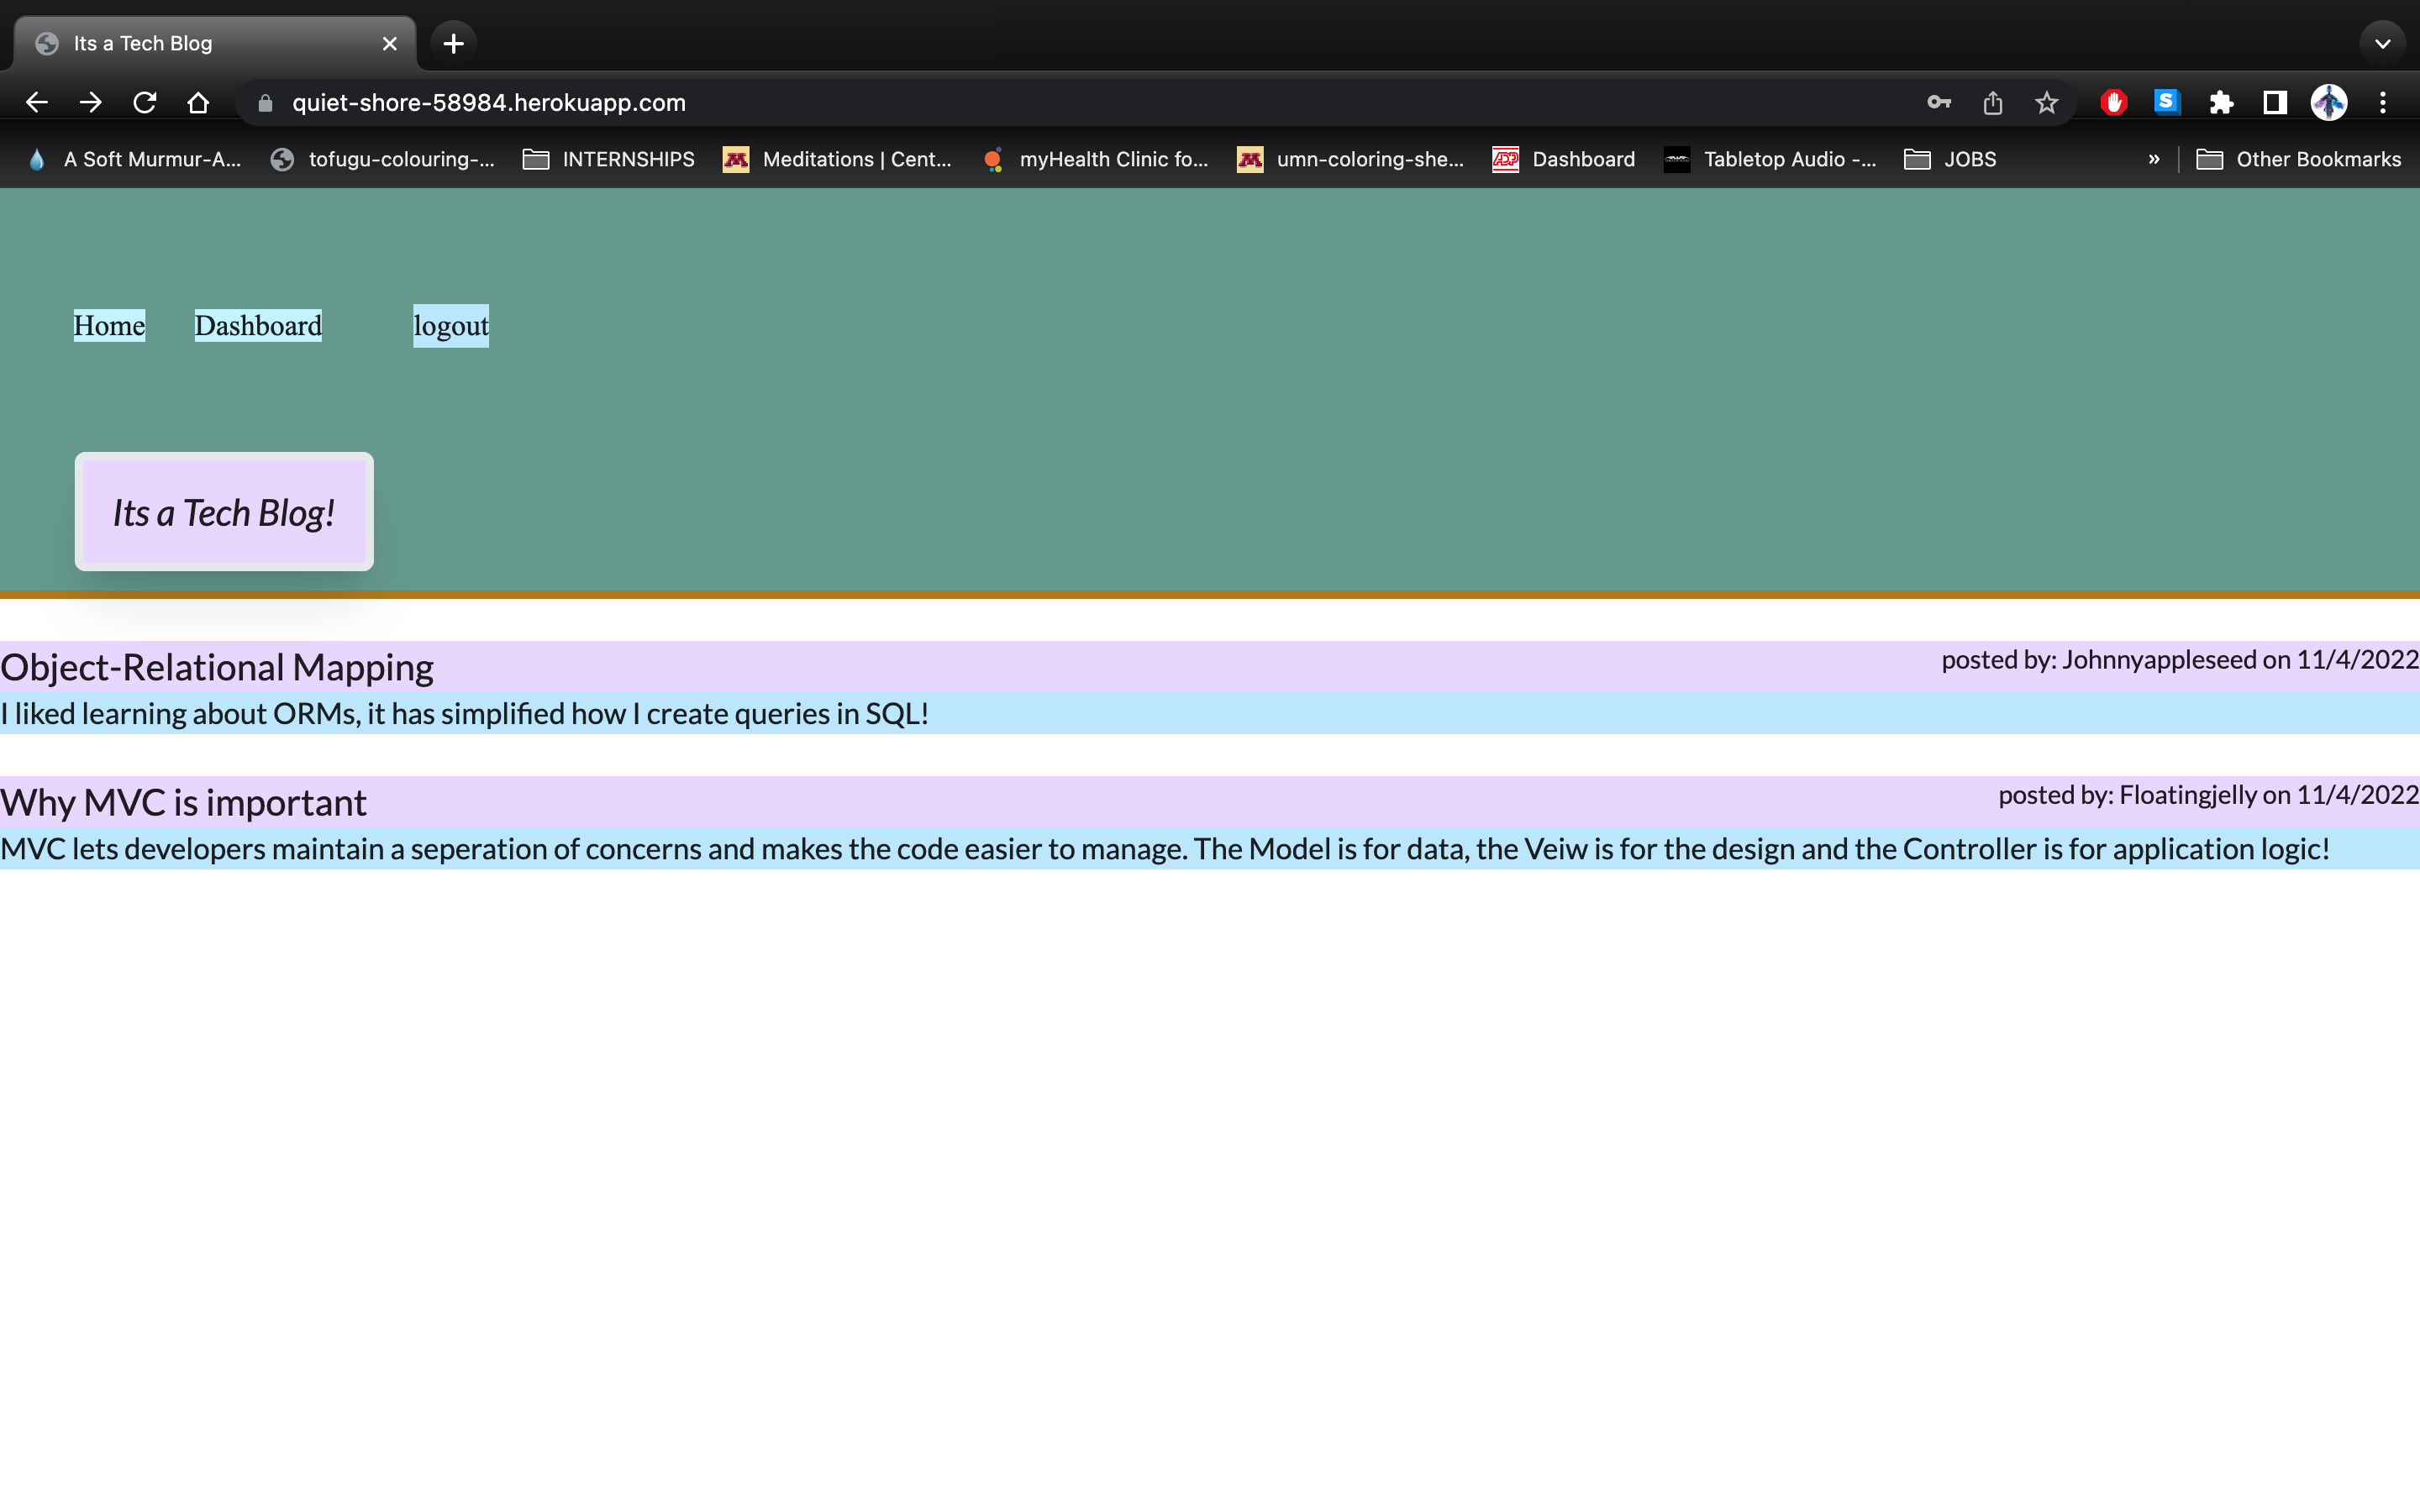 Its a Tech Blog
quiet-shore-58984.herokuapp.com
S
A Soft Murmur-A... tofugu-colouring-... INTERNSHIPS M Meditations | Cent... myHealth Clinic fo... M umn-coloring-she... ADP Dashboard Tabletop Audio -... JOBS » Other Bookmarks
Home Dashboard logout
Its a Tech Blog!
Object-Relational Mapping posted by: Johnnyappleseed on 11/4/2022
I liked learning about ORMs, it has simplified how I create queries in SQL!
Why MVC is important posted by: Floatingjelly on 11/4/2022
MVC lets developers maintain a seperation of concerns and makes the code easier to manage. The Model is for data, the Veiw is for the design and the Controller is for application logic!